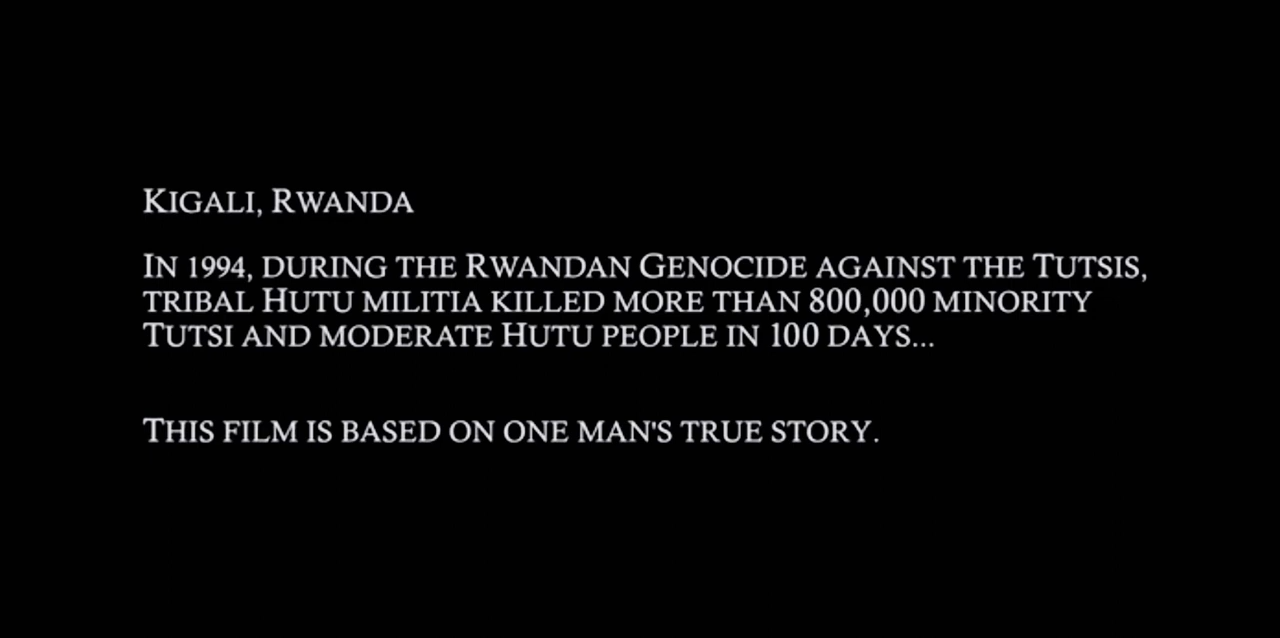 KIGALI, RWANDA
IN 1994, DURING THE RWANDAN GENOCIDE AGAINST THE TUTSIS,
TRIBAL HUTU MILITIA KILLED MORE THAN 800,000 MINORITY
TUTSI AND MODERATE HUTU PEOPLE IN 100 DAYS...
THIS FILM IS BASED ON ONE MAN'S TRUE STORY.